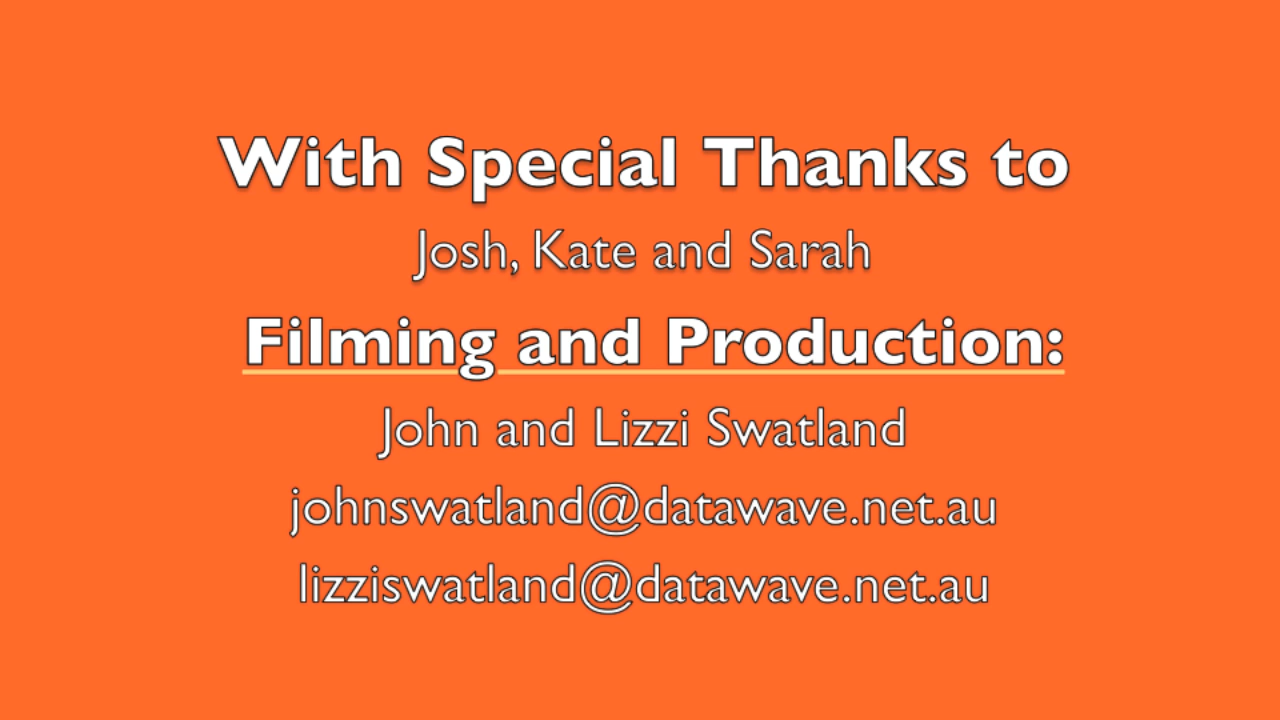 With Special Thanks to
Josh, Kate and Sarah
Filming and Production:
John and Lizzi Swatland
johnswatland@datawave.net.au
lizziswatland@datawave.net.au